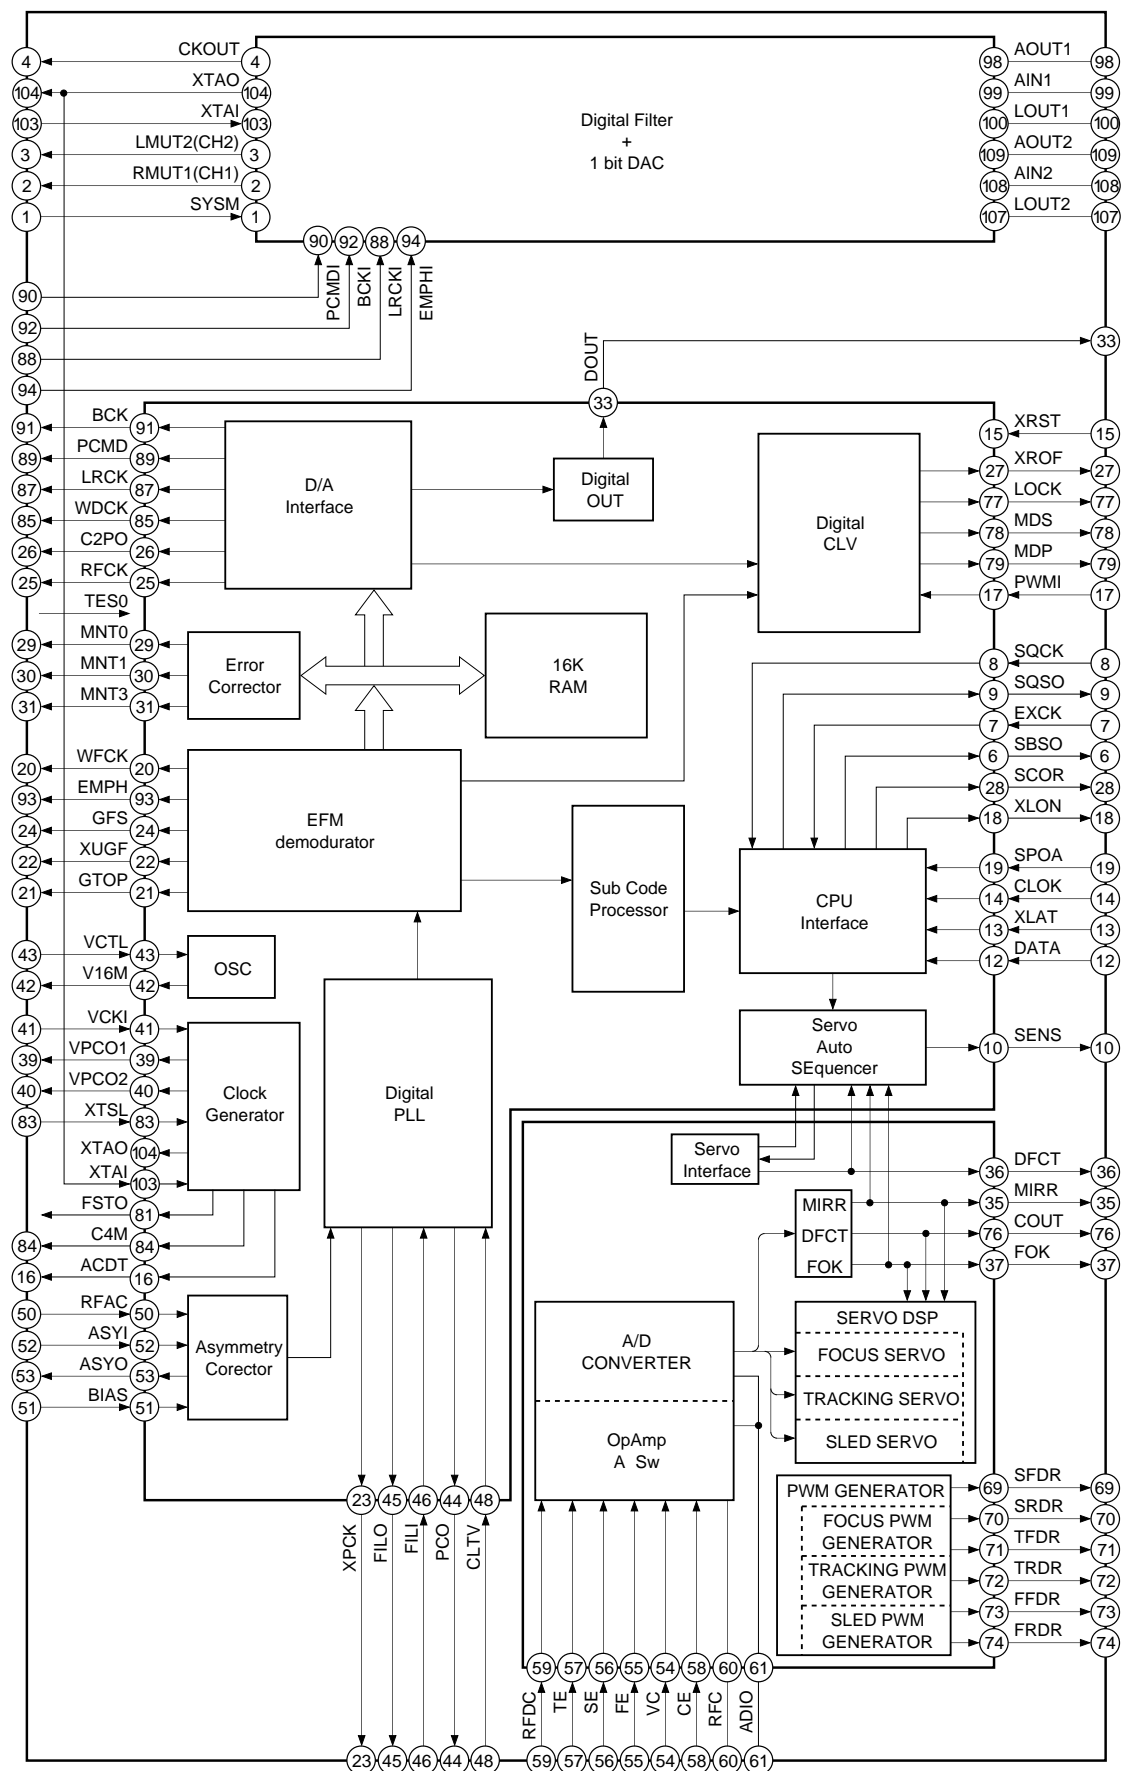 4 CKOUT 4
104 XTAO 104
103 XTAI 103
3 LMUT2(CH2) 3
2 RMUT1(CH1) 2
1 SYSM 1
Digital Filter
+
1 bit DAC
98 AOUT1 98
99 AIN1 99
100 LOUT1 100
109 AOUT2 109
108 AIN2 108
107 LOUT2 107
90 92 88 94
PCMDI
BCKI
LRCKI
EMPHI
90
92
88
94
DOUT
33
33
91 BCK 91
89 PCMD 89
87 LRCK 87
85 WDCK 85
26 C2PO 26
25 RFCK 25
TES0
29 MNT0 29
30 MNT1 30
31 MNT3 31
D/A
Interface
Digital
OUT
Digital
CLV
15 XRST 15
27 XROF 27
77 LOCK 77
78 MDS 78
79 MDP 79
17 PWMI 17
Error
Corrector
16K
RAM
8 SQCK 8
9 SQSO 9
7 EXCK 7
6 SBSO 6
28 SCOR 28
18 XLON 18
19 SPOA 19
14 CLOK 14
13 XLAT 13
12 DATA 12
20 WFCK 20
93 EMPH 93
24 GFS 24
22 XUGF 22
21 GTOP 21
EFM
demodurator
Sub Code
Processor
CPU
Interface
43 VCTL 43
42 V16M 42
OSC
41 VCKI 41
39 VPCO1 39
40 VPCO2 40
83 XTSL 83
XTAO 104
XTAI 103
FSTO 81
84 C4M 84
16 ACDT 16
Clock
Generator
Digital
PLL
Servo
Auto
SEquencer
10 SENS 10
Servo
Interface
36 DFCT 36
35 MIRR 35
76 COUT 76
37 FOK 37
MIRR
DFCT
FOK
50 RFAC 50
52 ASYI 52
53 ASYO 53
51 BIAS 51
Asymmetry
Corector
A/D
CONVERTER
OpAmp
A Sw
SERVO DSP
FOCUS SERVO
TRACKING SERVO
SLED SERVO
PWM GENERATOR
FOCUS PWM
GENERATOR
TRACKING PWM
GENERATOR
SLED PWM
GENERATOR
69 SFDR 69
70 SRDR 70
71 TFDR 71
72 TRDR 72
73 FFDR 73
74 FRDR 74
23 45 46 44 48
XPCK
FILO
FILI
PCO
CLTV
59 57 56 55 54 58 60 61
RFDC
TE
SE
FE
VC
CE
RFC
ADIO
23 45 46 44 48 59 57 56 55 54 58 60 61